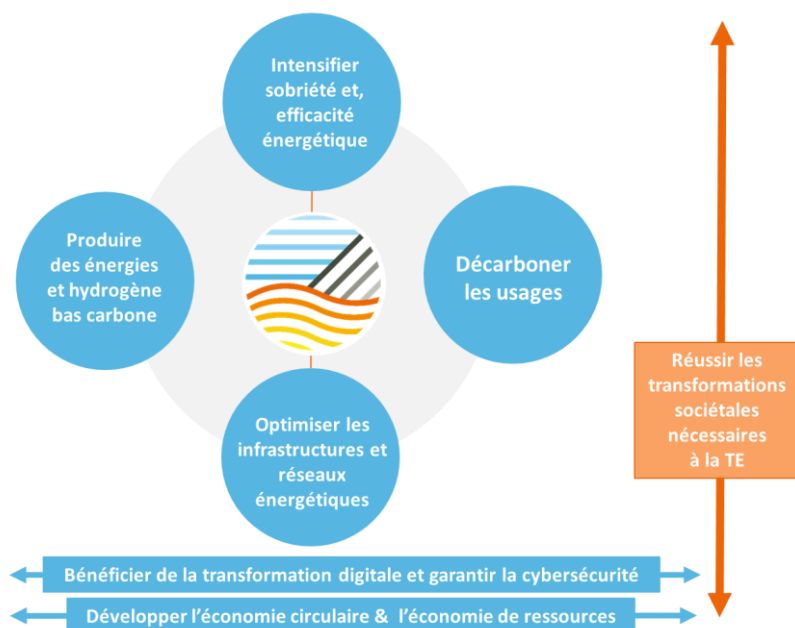 Intensifier
sobriété et,
efficacité
énergétique
Produire
des énergies
et hydrogène
bas carbone
Décarboner
les usages
Optimiser les
infrastructures et
réseaux
énergétiques
Réussir les
transformations
sociétales
nécessaires
à la TE
Bénéficier de la transformation digitale et garantir la cybersécurité
Développer l’économie circulaire & l’économie de ressources